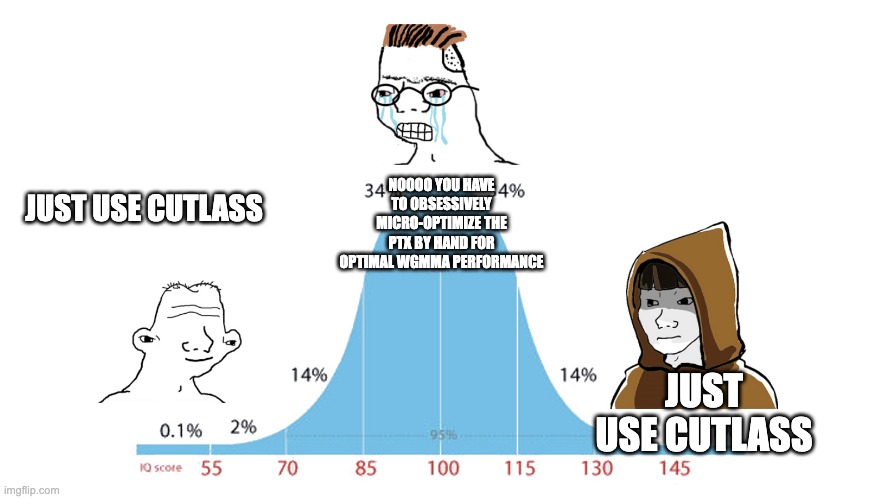 NOOOO YOU HAVE
TO OBSESSIVELY
MICRO-OPTIMIZE THE
PTX BY HAND FOR
OPTIMAL WGMMA PERFORMANCE
34%
4%
JUST USE CUTLASS
JUST
USE CUTLASS
14%
14%
0.1%
2%
95%
IQ score 55 70 85 100 115 130 145
imgflip.com